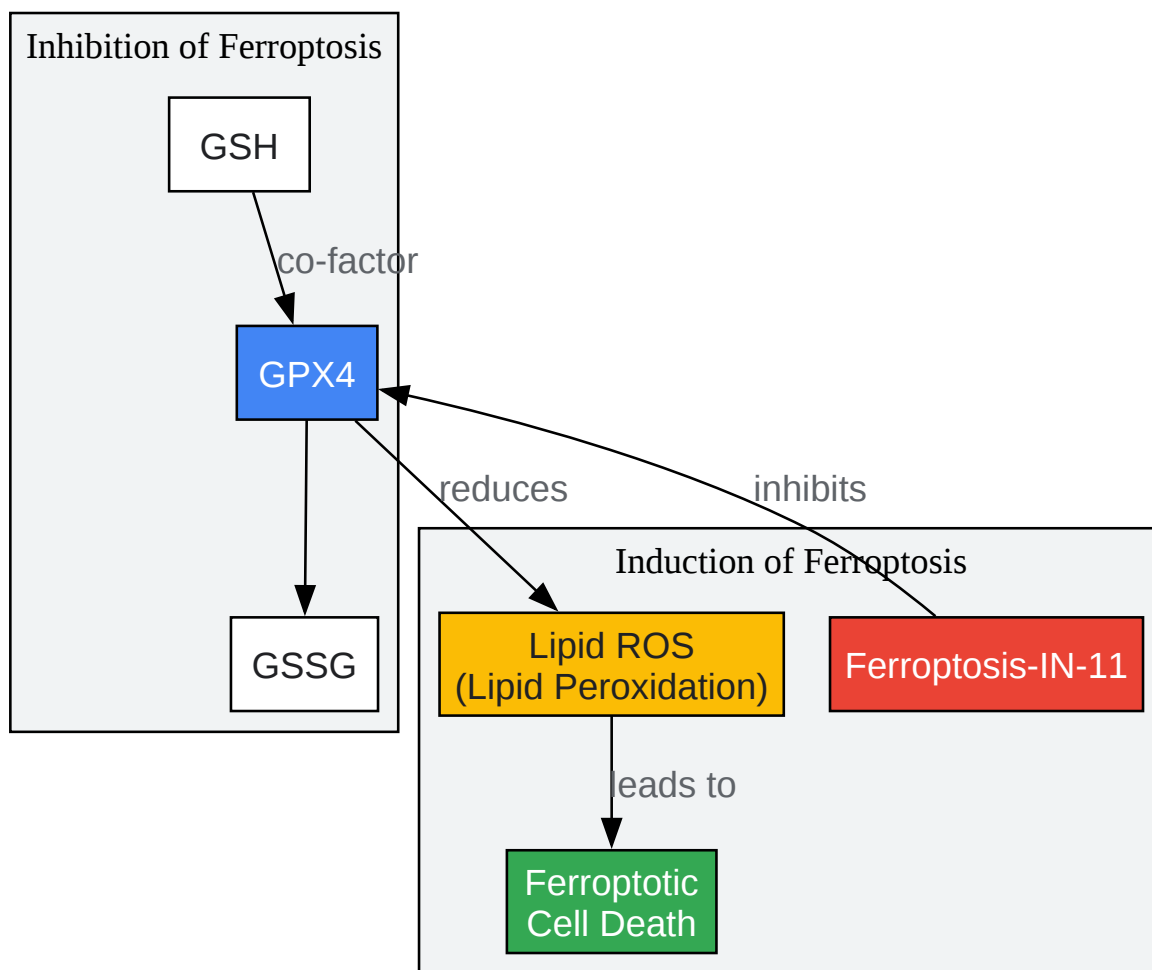 Inhibition of Ferroptosis
GSH
co-factor
GPX4
reduces
inhibits
Induction of Ferroptosis
GSSG
Lipid ROS
(Lipid Peroxidation)
Ferroptosis-IN-11
leads to
Ferroptotic
Cell Death